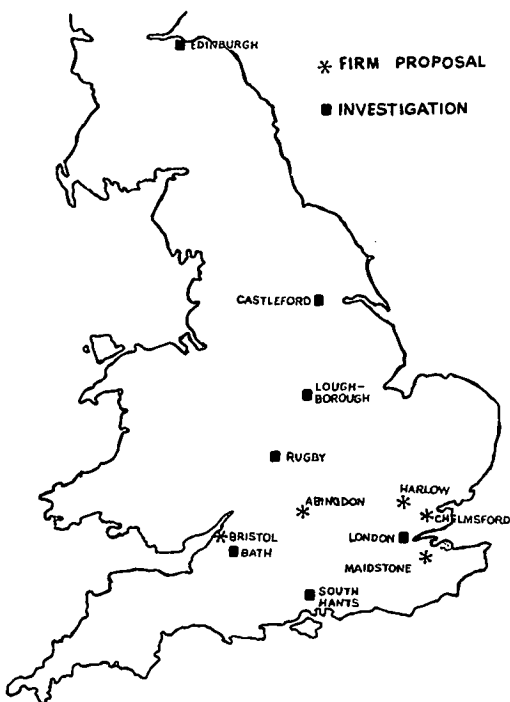 EDINBURGH
* FIRM PROPOSAL
■ INVESTIGATION
CASTLEFORD
LOUGH-
BOROUGH
RUGBY
HARLOW
ABINGDON
CHELMSFORD
BRISTOL
LONDON
BATH
MAIDSTONE
SOUTH
HANTS